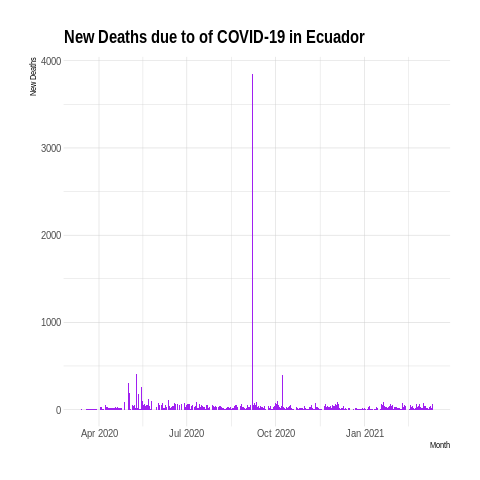 New Deaths due to of COVID-19 in Ecuador
New Deaths
4000
3000
2000
1000
0
Apr 2020 Jul 2020 Oct 2020 Jan 2021
Month